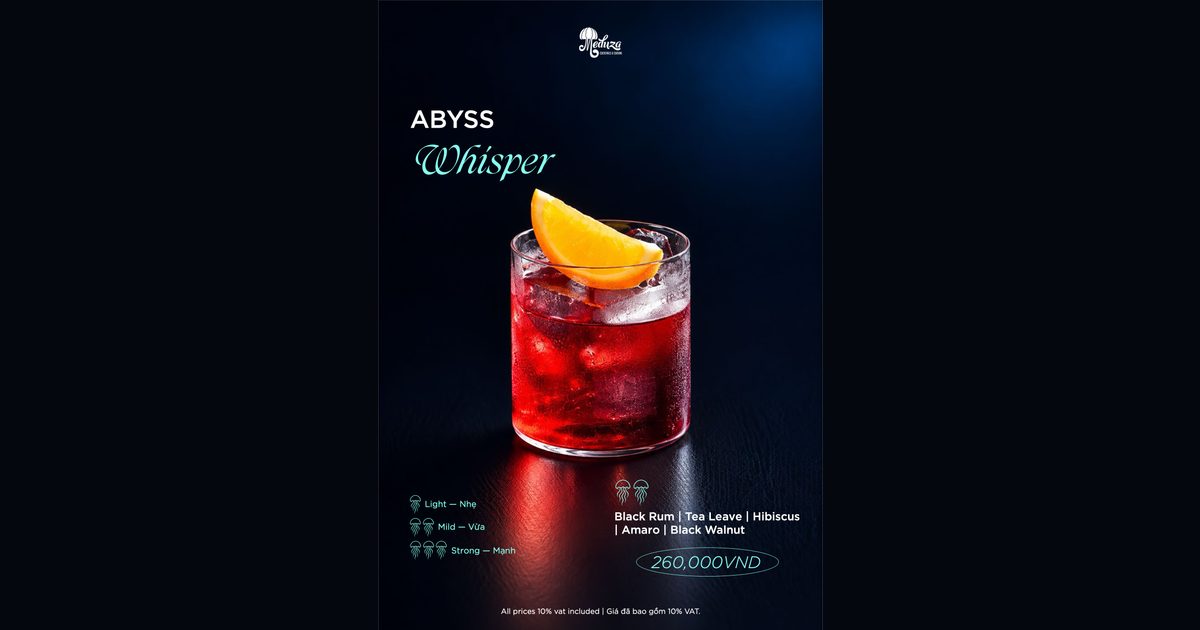 Meduza
ABYSS
Whisper
Light — Nhẹ
Mild — Vừa
Strong — Mạnh
Black Rum | Tea Leave | Hibiscus
| Amaro | Black Walnut
260,000VND
All prices 10% vat included | Giá đã bao gồm 10% VAT.